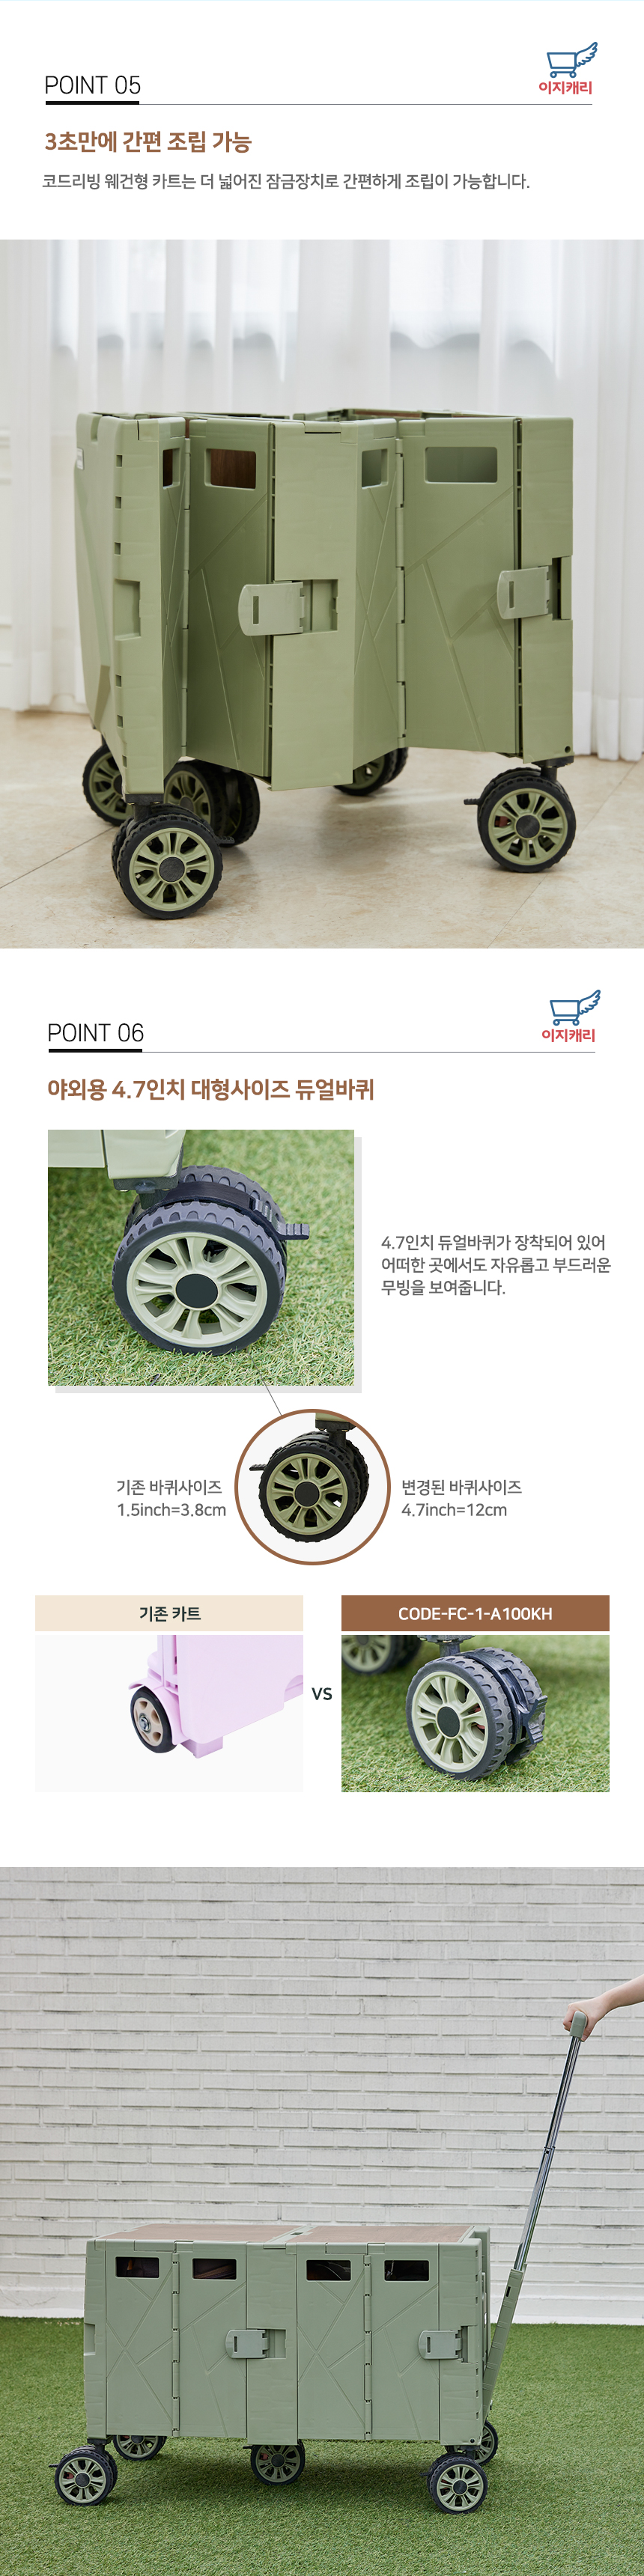 POINT 05
이지캐리
3초만에 간편 조립 가능
코드리빙 웨건형 카트는 더 넓어진 잠금장치로 간편하게 조립이 가능합니다.
POINT 06
이지캐리
야외용 4.7인치 대형사이즈 듀얼바퀴
4.7인치 듀얼바퀴가 장착되어 있어
어떠한 곳에서도 자유롭고 부드러운
무빙을 보여줍니다.
기존 바퀴사이즈
1.5inch=3.8cm
변경된 바퀴사이즈
4.7inch=12cm
기존 카트
VS
CODE-FC-1-A100KH